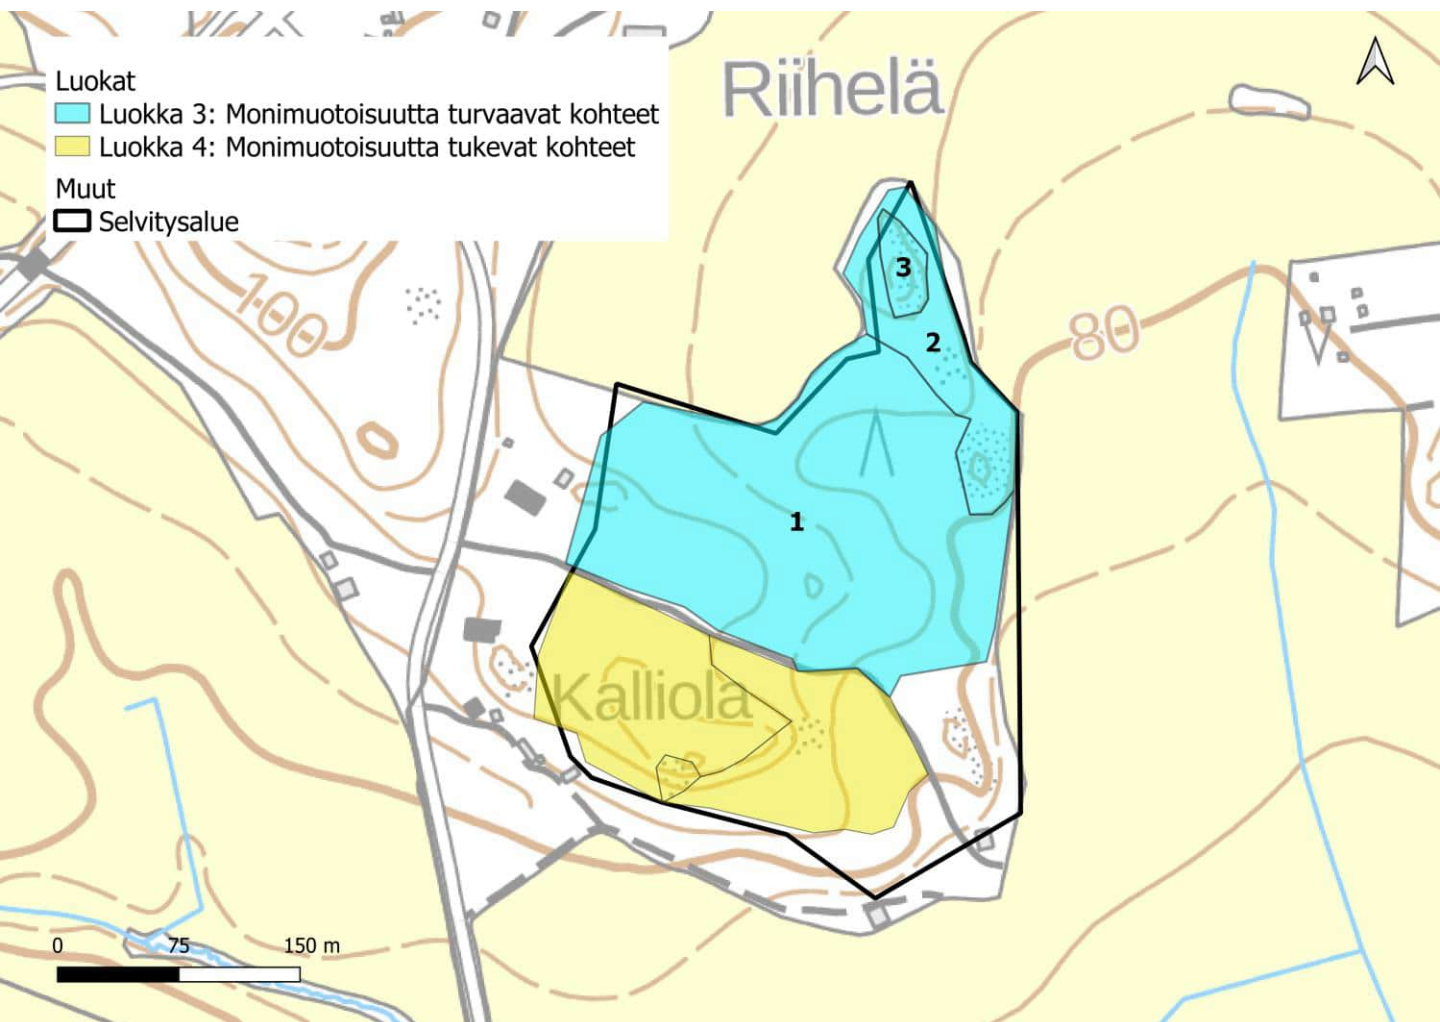 Luokat
Luokka 3: Monimuotoisuutta turvaavat kohteet
Luokka 4: Monimuotoisuutta tukevat kohteet
Muut
Selvitysalue
Riihelä
100
80
3
2
1
Kalliola
0 75 150 m